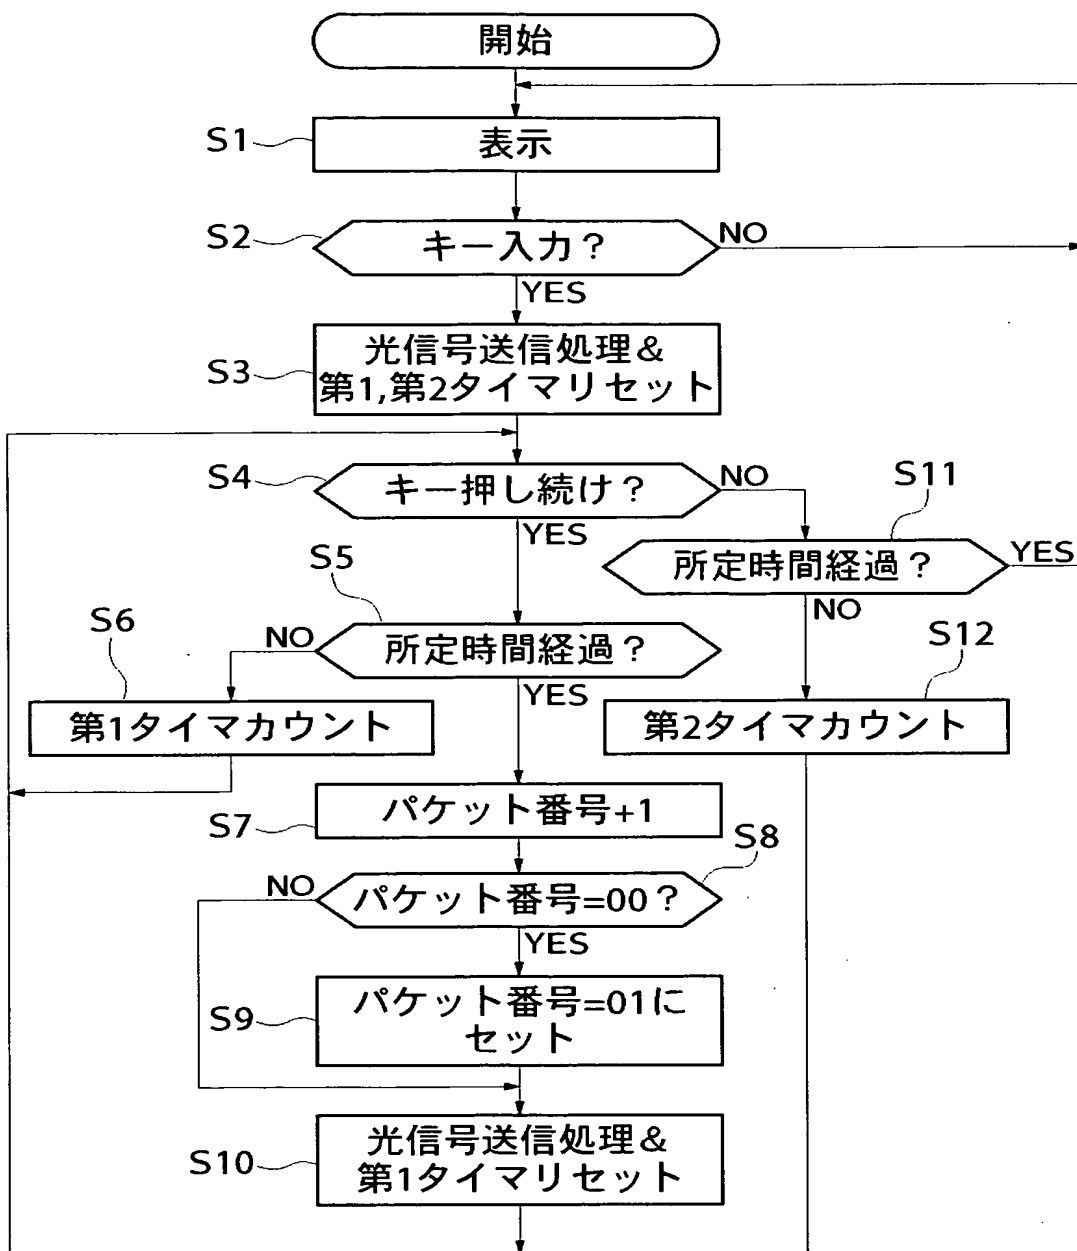 開始
S1
表示
S2
キー入力？
NO
YES
S3
光信号送信処理&
第1,第2タイマリセット
S4
キー押し続け？
NO
YES
S11
所定時間経過？
YES
NO
S5
所定時間経過？
NO
YES
S6
第1タイマカウント
S12
第2タイマカウント
S7
パケット番号+1
S8
パケット番号=00？
NO
YES
S9
パケット番号=01に
セット
S10
光信号送信処理&
第1タイマリセット